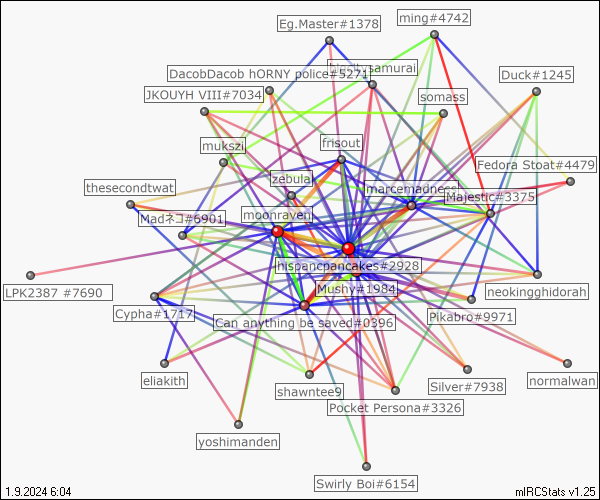 Eg.Master#1378
ming#4742
samurai
DacobDacob hORNY police#5271
Duck#1245
JKOUYH VIII#7034
somass
mukszi
frisout
Fedora Stoat#4479
zebula
thesecondtwat
marcemadness
Majestic#3375
Madネコ#6901
moonraven
hispancpancakes#2928
LPK2387 #7690
Mushy#1984
neokingghidorah
Cypha#1717
Can anything be saved#0396
Pikabro#9971
eliakith
shawntee9
Silver#7938
normalwan
Pocket Persona#3326
yoshimanden
Swirly Boi#6154
1.9.2024 6:04
mIRCStats v1.25